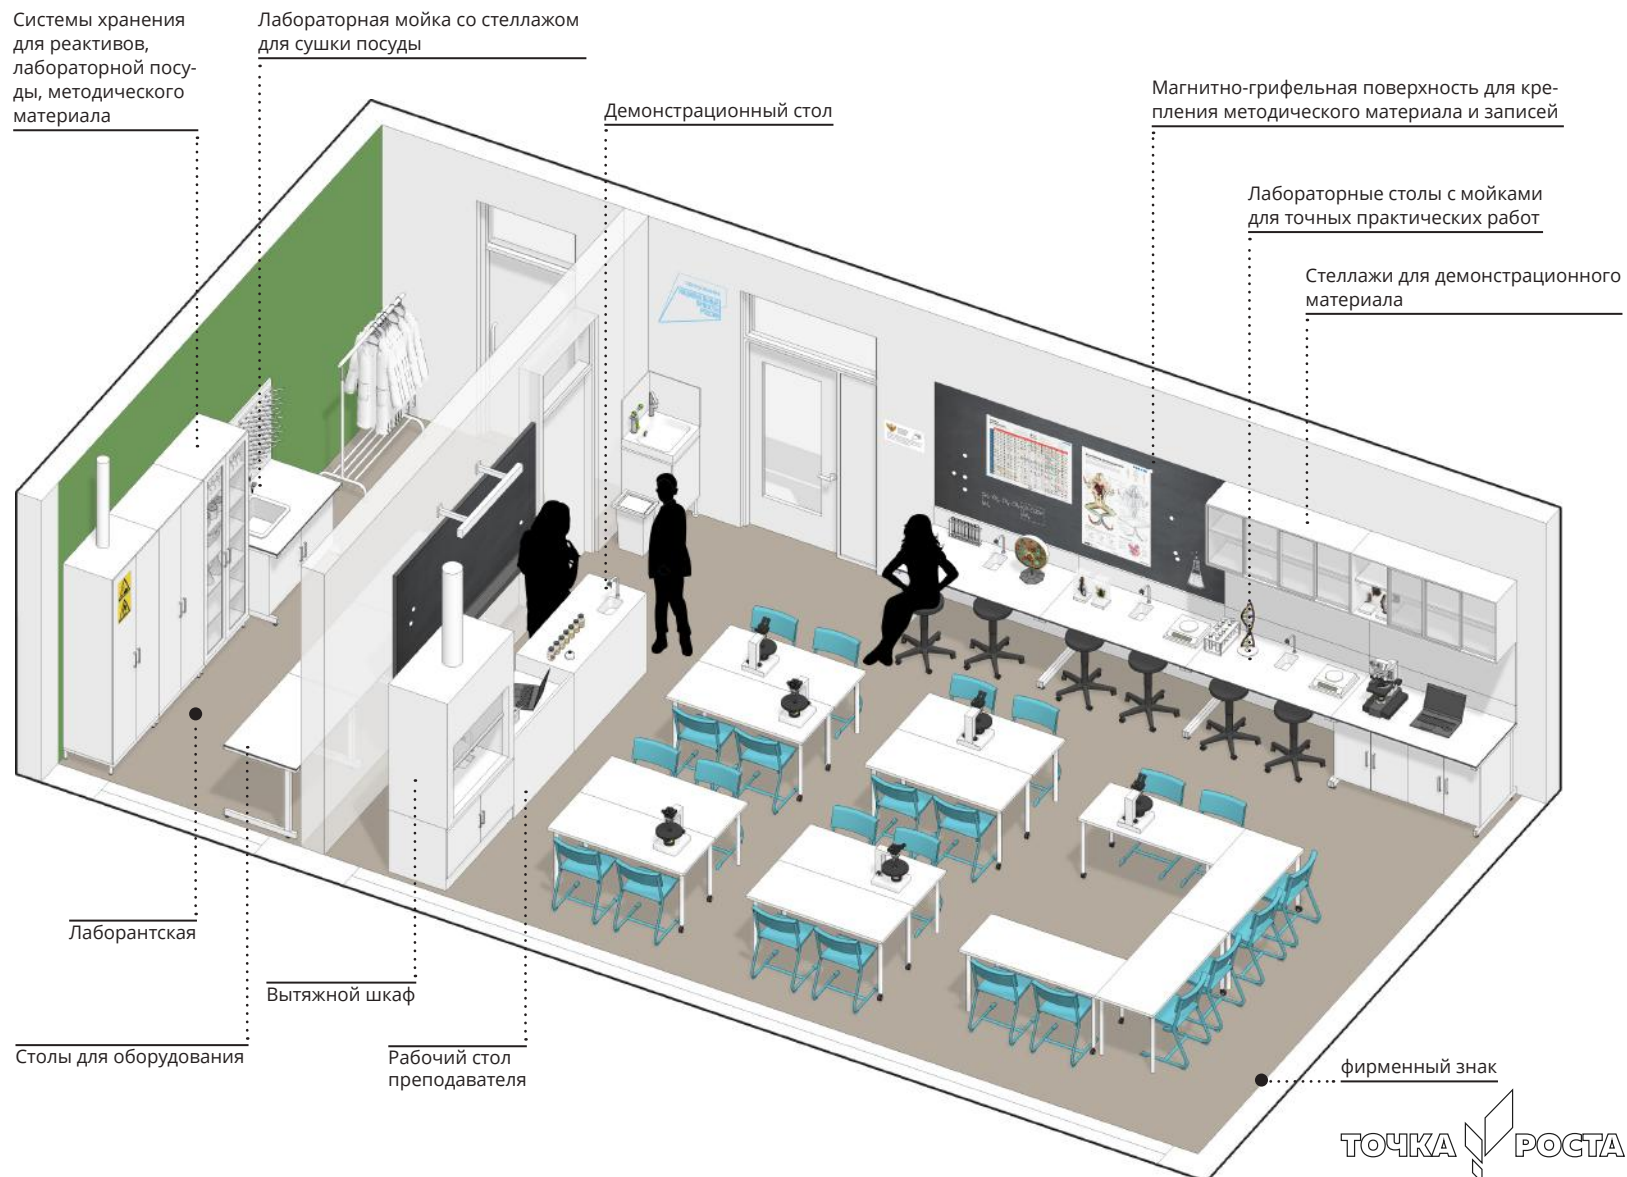 Системы хранения
для реактивов,
лабораторной посу-
ды, методического
материала
Лабораторная мойка со стеллажом
для сушки посуды
Демонстрационный стол
Магнитно-грифельная поверхность для кре-
пления методического материала и записей
Лабораторные столы с мойками
для точных практических работ
Стеллажи для демонстрационного
материала
Лаборантская
Вытяжной шкаф
Столы для оборудования
Рабочий стол
преподавателя
фирменный знак
ТОЧКА РОСТА